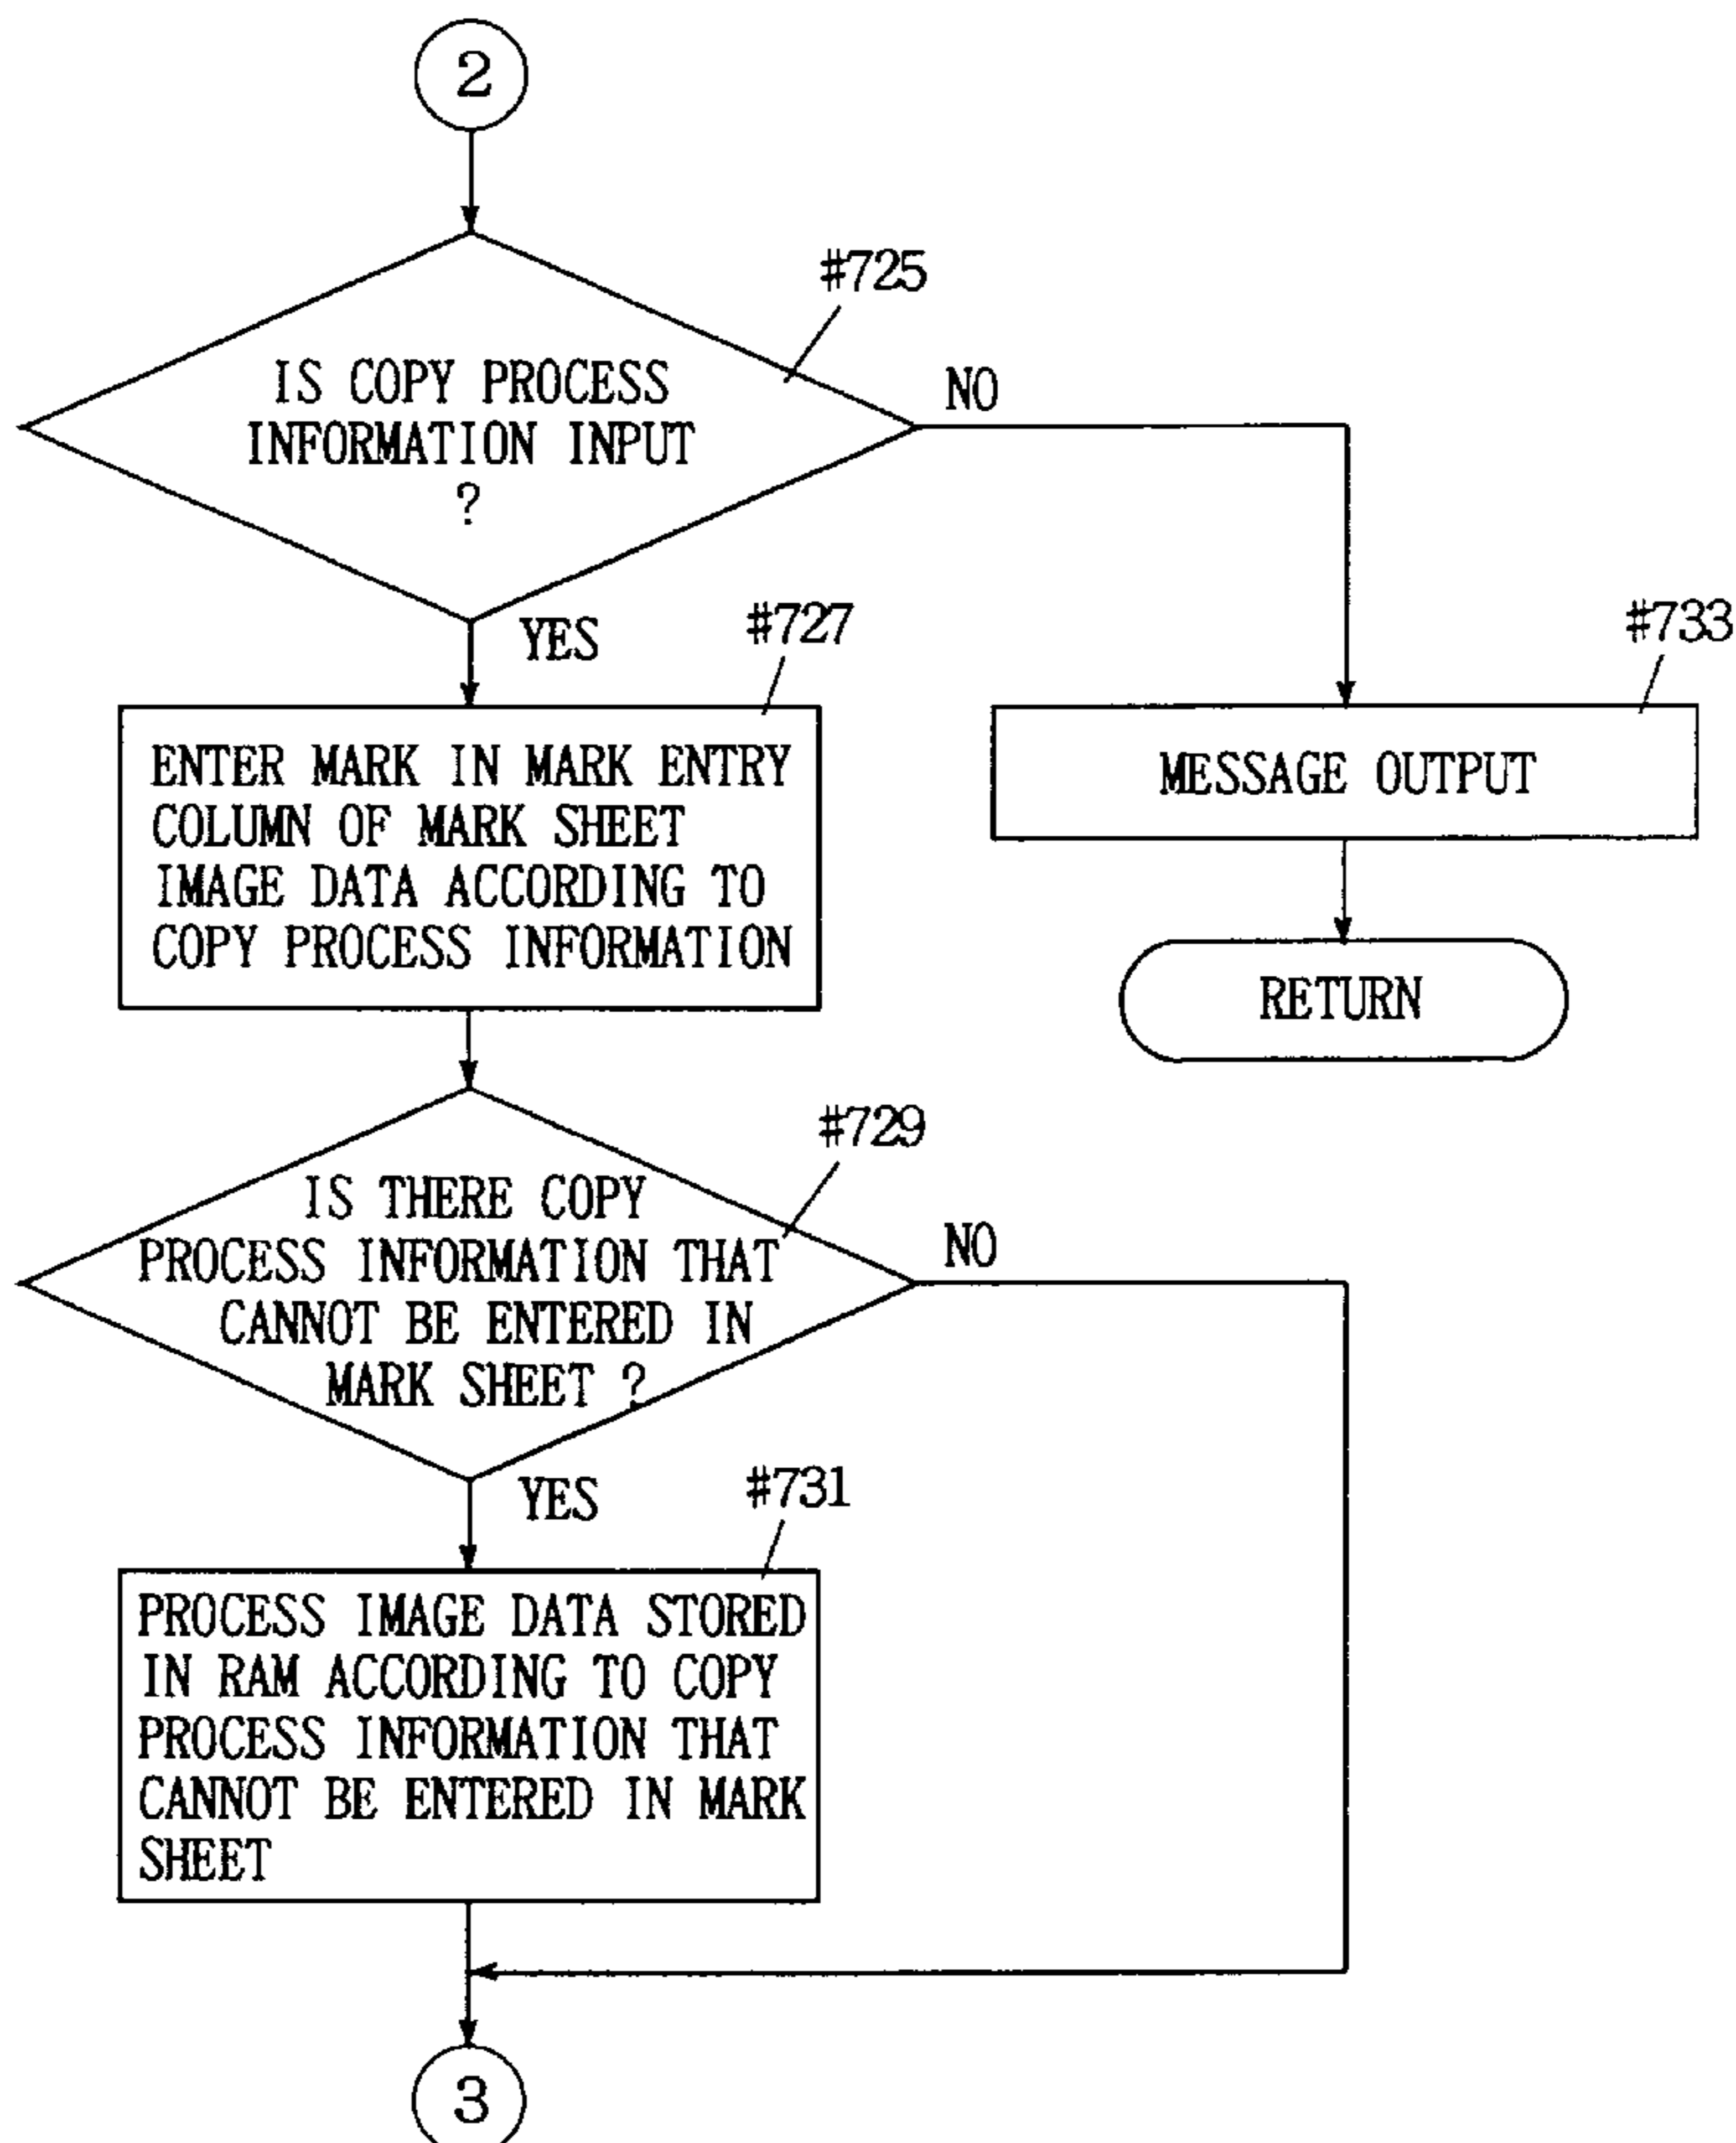 2
#725
IS COPY PROCESS
INFORMATION INPUT
?
NO
YES
#727
#733
ENTER MARK IN MARK ENTRY
COLUMN OF MARK SHEET
IMAGE DATA ACCORDING TO
COPY PROCESS INFORMATION
MESSAGE OUTPUT
RETURN
#729
IS THERE COPY
PROCESS INFORMATION THAT
CANNOT BE ENTERED IN
MARK SHEET ?
NO
YES
#731
PROCESS IMAGE DATA STORED
IN RAM ACCORDING TO COPY
PROCESS INFORMATION THAT
CANNOT BE ENTERED IN MARK
SHEET
3